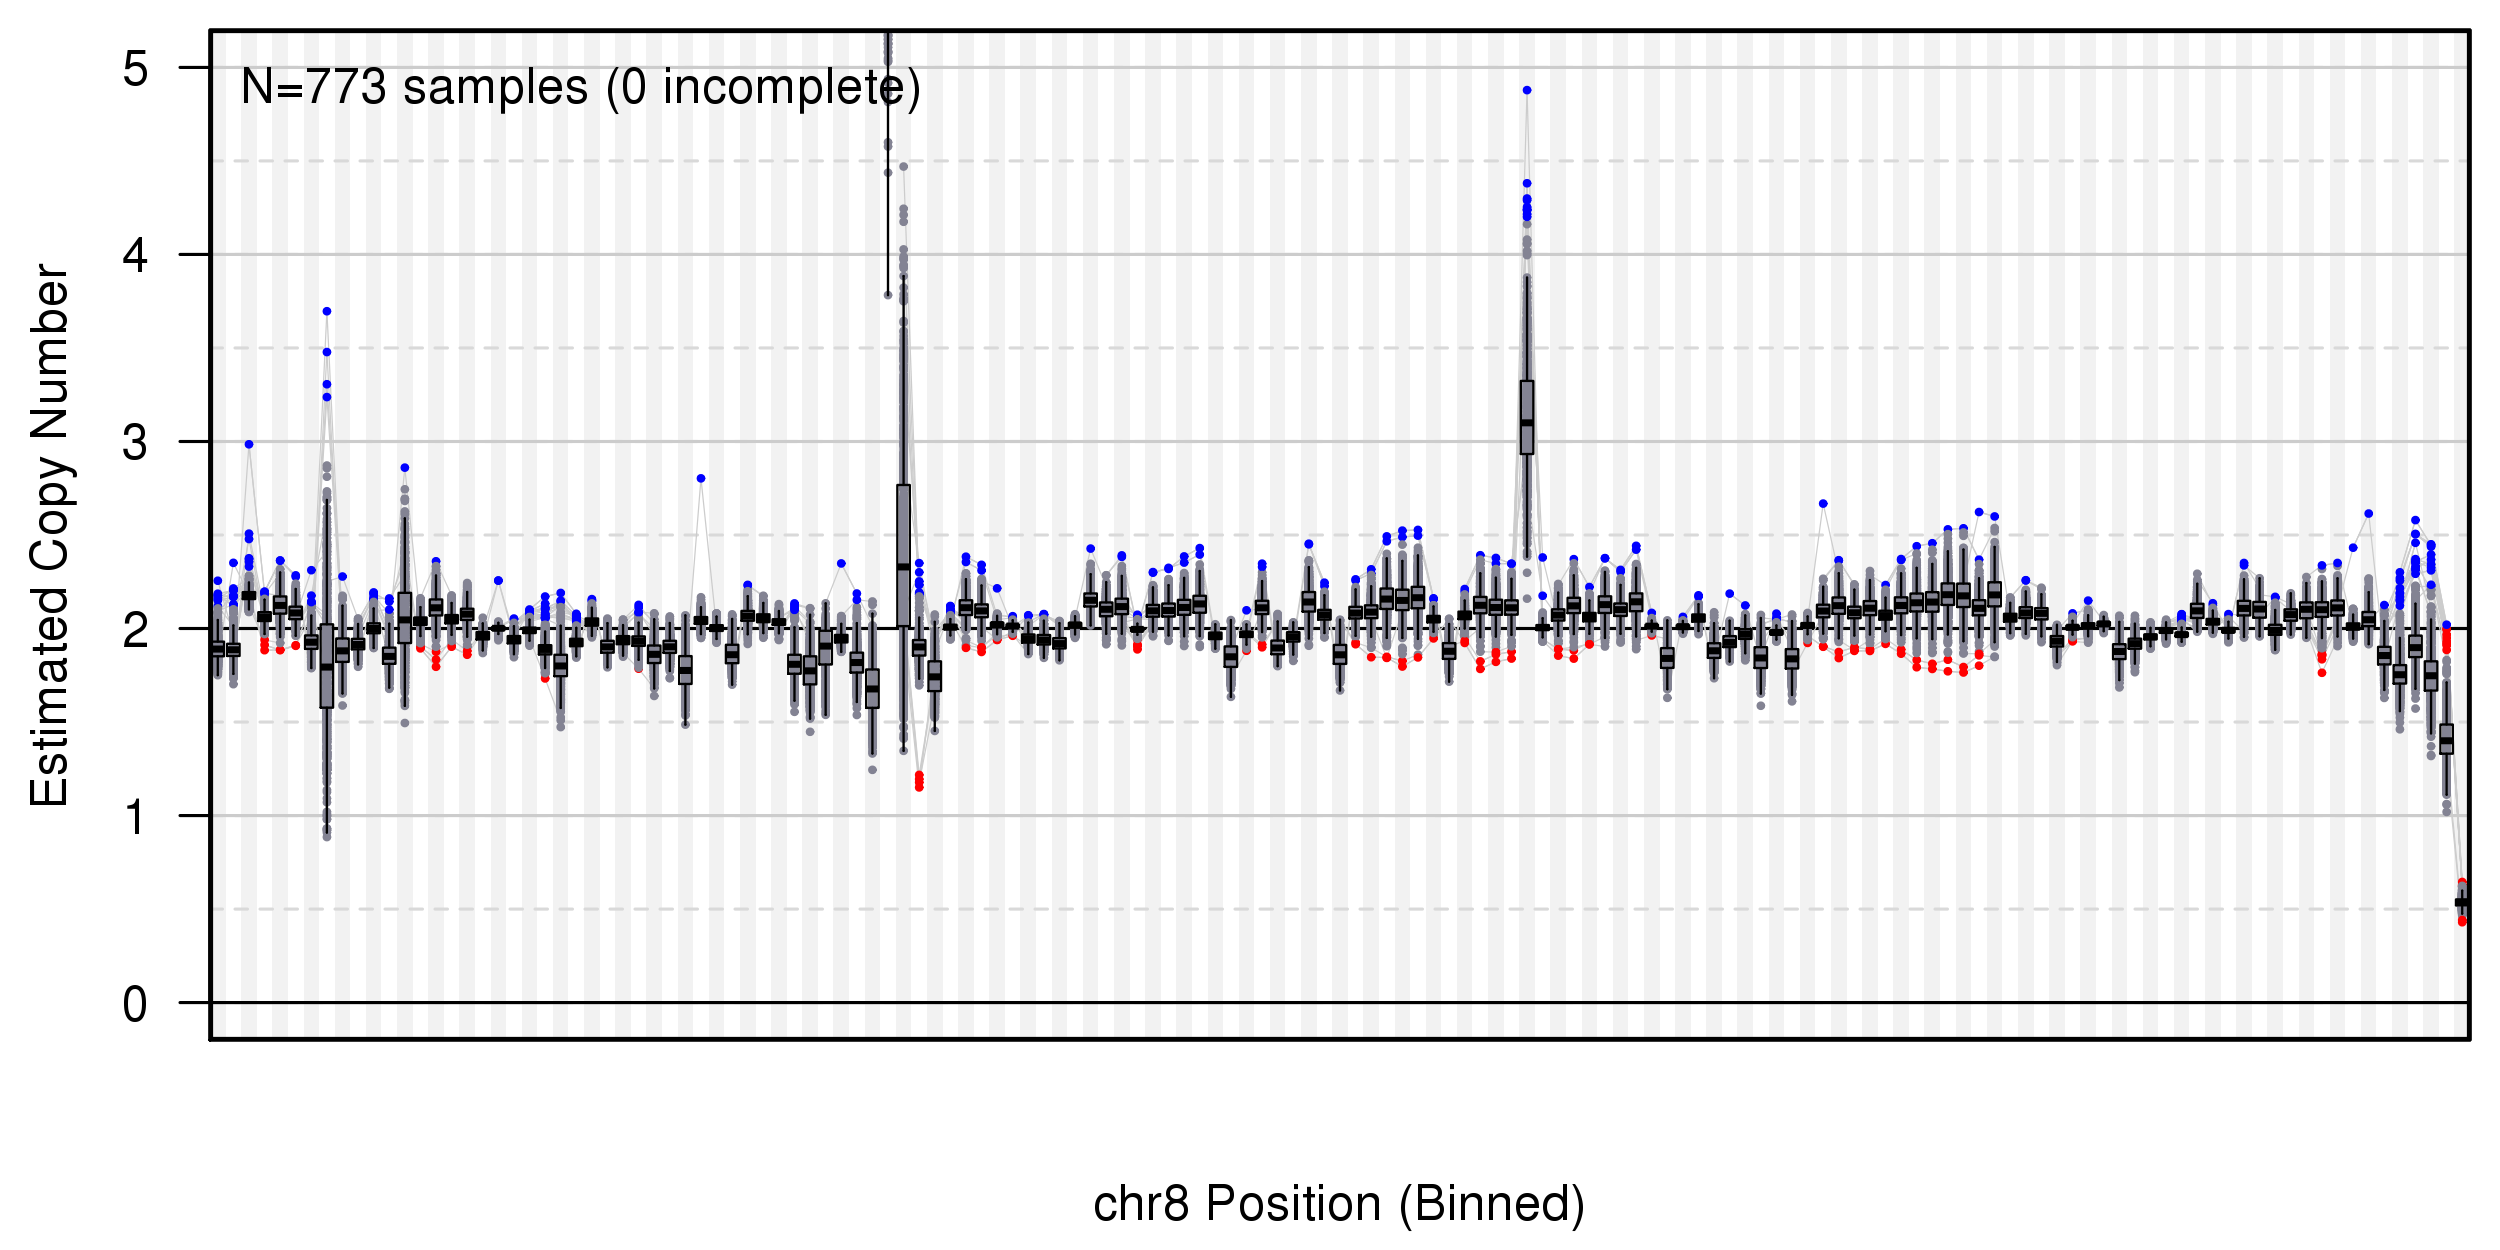 N=773 samples (0 incomplete)
Estimated Copy Number
5
4
3
2
1
0
chr8 Position (Binned)